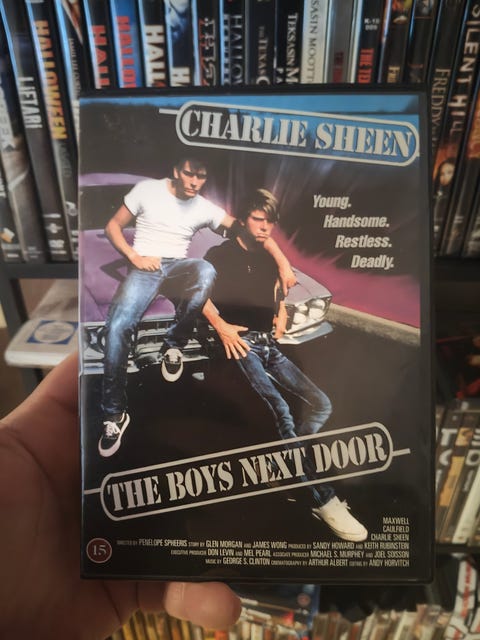 HALLOWEEN
LIFTARI
SILENT HILL
FREDDY
K-18
CHARLIE SHEEN
Young.
Handsome.
Restless.
Deadly.
THE BOYS NEXT DOOR
MAXWELL
CAULFIELD
CHARLIE SHEEN
DIRECTED BY PENELOPE SPHEERIS STORY BY GLEN MORGAN AND JAMES WONG PRODUCED BY SANDY HOWARD AND KEITH RUBINSTEIN
EXECUTIVE PRODUCER DON LEVIN AND MEL PEARL ASSOCIATE PRODUCER MICHAEL S. MURPHEY AND JOEL SOISSON
MUSIC BY GEORGE S. CLINTON CINEMATOGRAPHY BY ARTHUR ALBERT EDITING BY ANDY HORVITCH
15